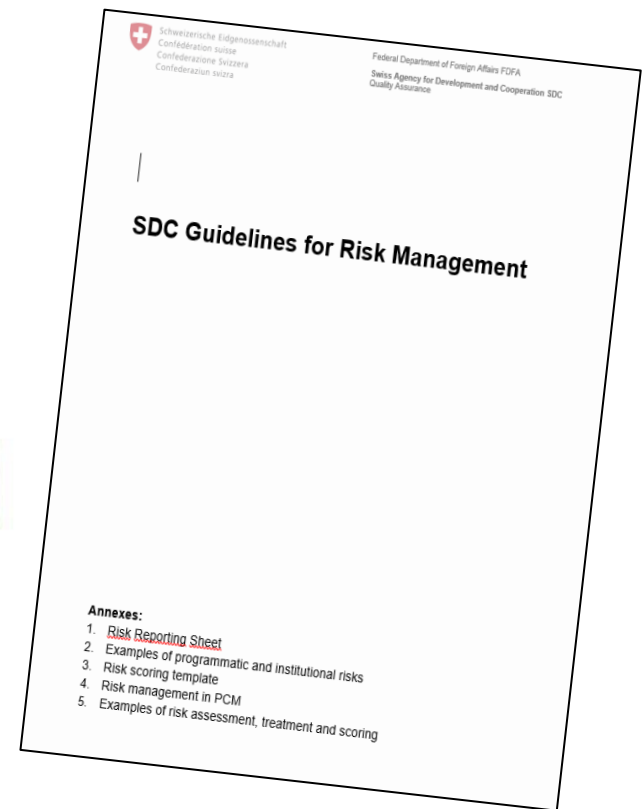 Schweizerische Eidgenossenschaft
Confédération suisse
Confederazione Svizzera
Confederaziun svizra
Federal Department of Foreign Affairs FDFA
Swiss Agency for Development and Cooperation SDC
Quality Assurance
SDC Guidelines for Risk Management
Annexes:
1. Risk Reporting Sheet
2. Examples of programmatic and institutional risks
3. Risk scoring template
4. Risk management in PCM
5. Examples of risk assessment, treatment and scoring